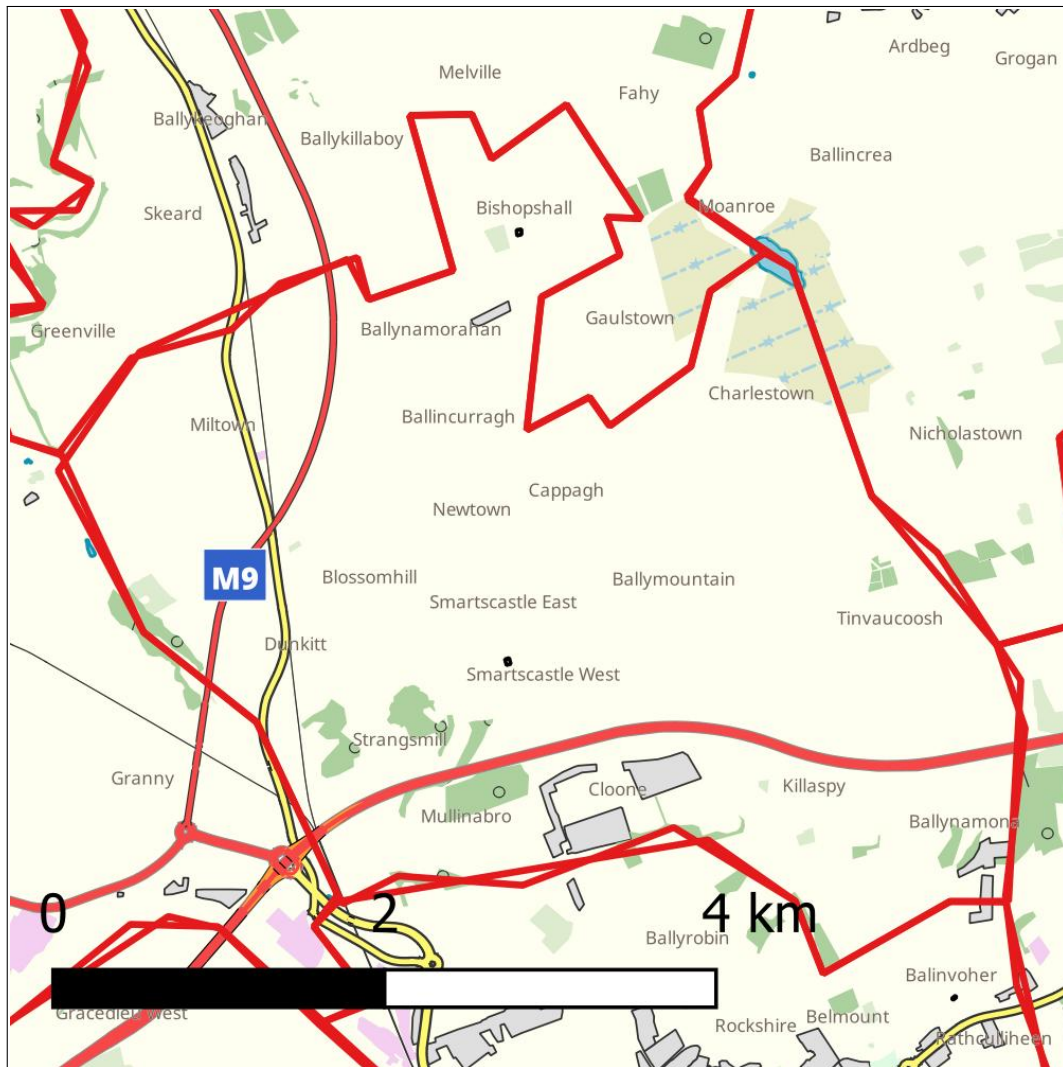 Ardbeg
Grogan
Melville
Fahy
Ballykeoghan
Ballykillaboy
Ballincrea
Skeard
Bishopshall
Moanroe
Greenville
Ballynamorahan
Gaulstown
Charlestown
Miltown
Ballincurragh
Nicholastown
Cappagh
Newtown
M9
Blossomhill
Ballymountain
Smartscastle East
Tinvaucoosh
Dunkitt
Smartscastle West
Strangsmill
Granny
Cloone
Killaspy
Mullinabro
Ballynamona
0
2
4 km
Ballyrobin
Balinvoher
Gracedieu West
Rockshire
Belmount
Rathculliheen